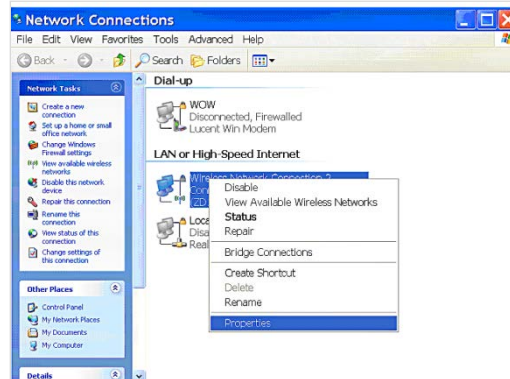 Network Connections
File Edit View Favorites Tools Advanced Help
Back Search Folders
Network Tasks
Create a new
connection
Set up a home or small
office network
Change Windows
Firewall settings
View available wireless
networks
Disable this network
device
Repair this connection
Rename this
connection
View status of this
connection
Change settings of
this connection
Other Places
Control Panel
My Network Places
My Documents
My Computer
Details
Dial-up
WOW
Disconnected, Firewalled
Lucent Win Modem
LAN or High-Speed Internet
Wireless Network Connection 2
Disable
View Available Wireless Networks
Status
Repair
Bridge Connections
Create Shortcut
Delete
Rename
Properties